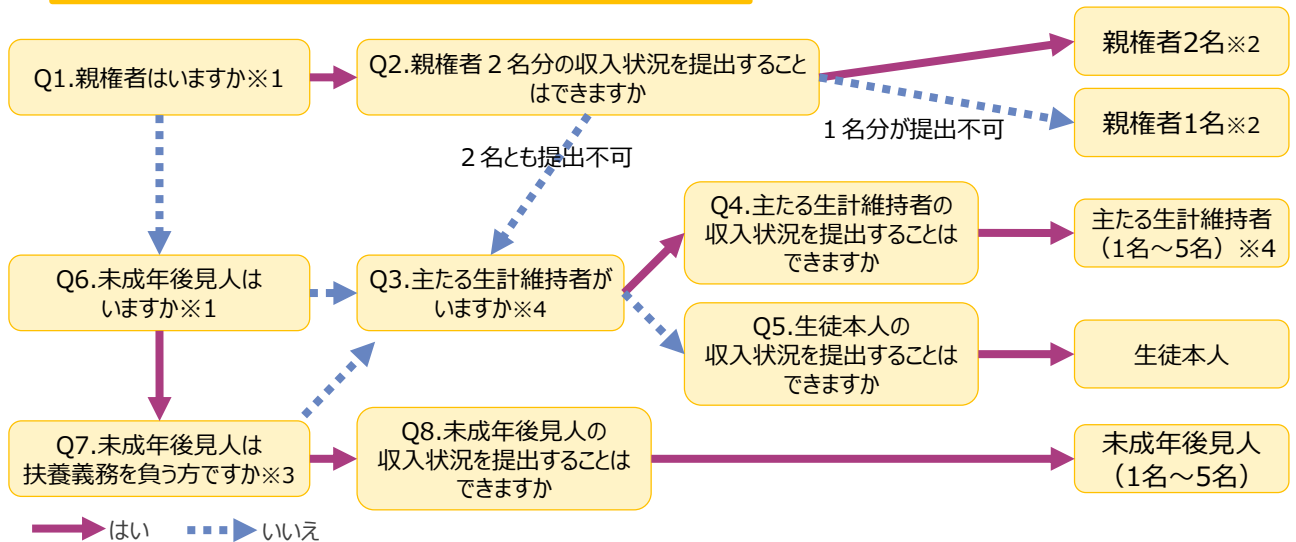 Q1.親権者はいますか※1
Q2.親権者２名分の収入状況を提出すること
はできますか
親権者2名※2
親権者1名※2
１名分が提出不可
２名とも提出不可
Q4.主たる生計維持者の
収入状況を提出することは
できますか
主たる生計維持者
（1名～5名）※4
Q6.未成年後見人は
いますか※1
Q3.主たる生計維持者が
いますか※4
Q5.生徒本人の
収入状況を提出することは
できますか
生徒本人
Q7.未成年後見人は
扶養義務を負う方ですか※3
Q8.未成年後見人の
収入状況を提出することは
できますか
未成年後見人
（1名～5名）
はい
いいえ